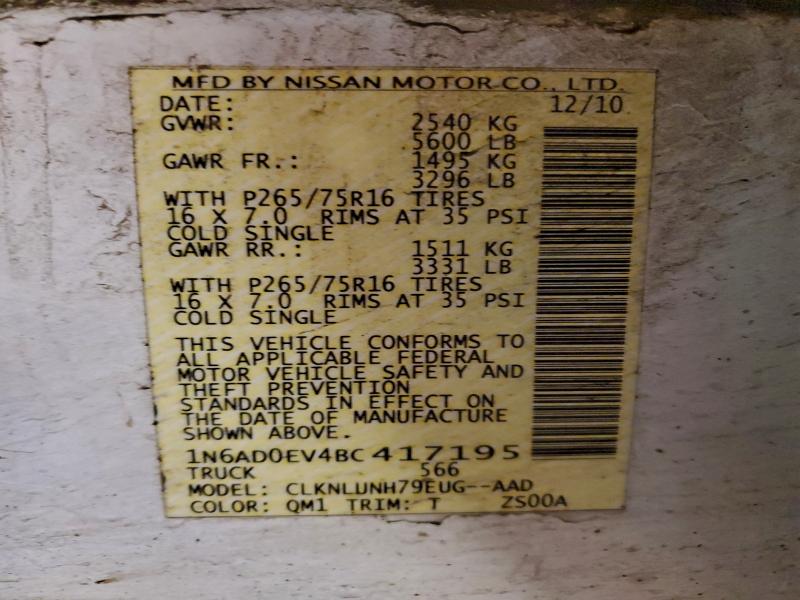 MFD BY NISSAN MOTOR CO., LTD.
DATE: 12/10
GVWR: 2540 KG
5600 LB
GAWR FR.: 1495 KG
3296 LB
WITH P265/75R16 TIRES
16 X 7.0 RIMS AT 35 PSI
COLD SINGLE
GAWR RR.: 1511 KG
3331 LB
WITH P265/75R16 TIRES
16 X 7.0 RIMS AT 35 PSI
COLD SINGLE
THIS VEHICLE CONFORMS TO
ALL APPLICABLE FEDERAL
MOTOR VEHICLE SAFETY AND
THEFT PREVENTION
STANDARDS IN EFFECT ON
THE DATE OF MANUFACTURE
SHOWN ABOVE.
1N6AD0EV4BC417195
TRUCK 566
MODEL: CLKNLUNH79EUG--AAD
COLOR: QM1 TRIM: T ZS00A